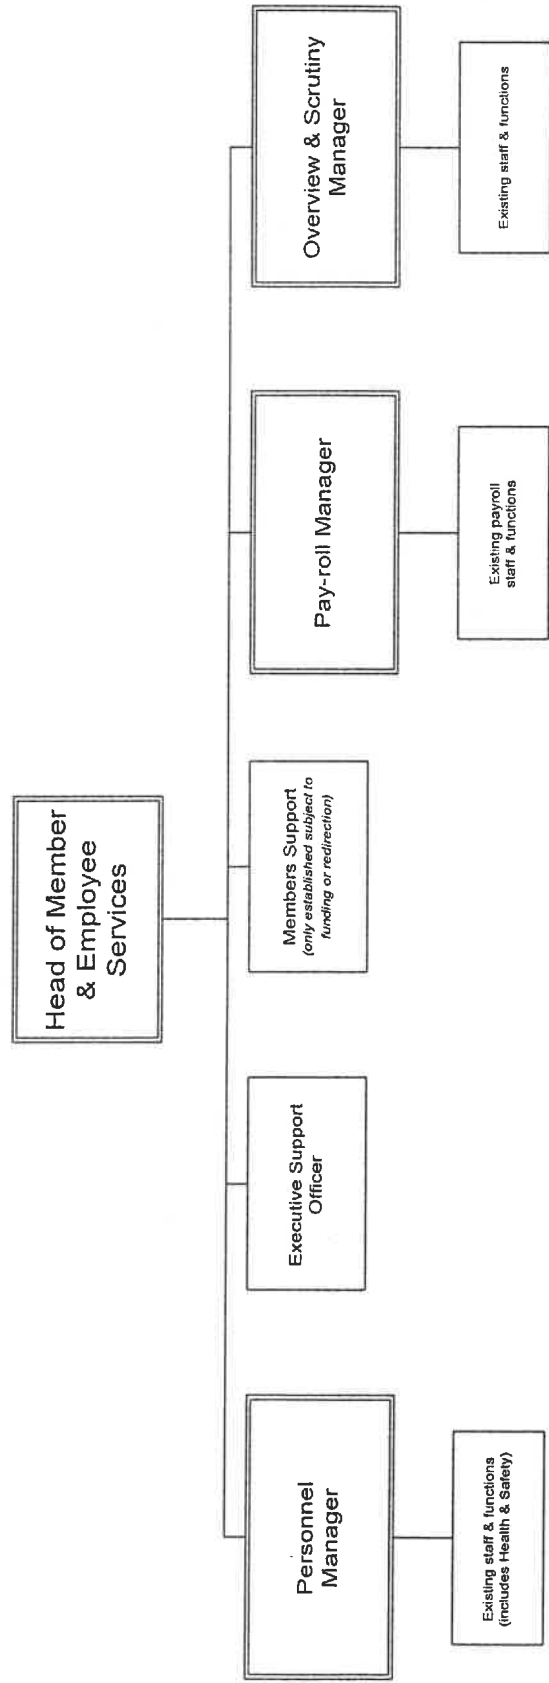 Head of Member
& Employee
Services
Personnel
Manager
Executive Support
Officer
Members Support
(only established subject to
funding or redirection)
Pay-roll Manager
Overview & Scrutiny
Manager
Existing staff & functions
(includes Health & Safety)
Existing payroll
staff & functions
Existing staff & functions